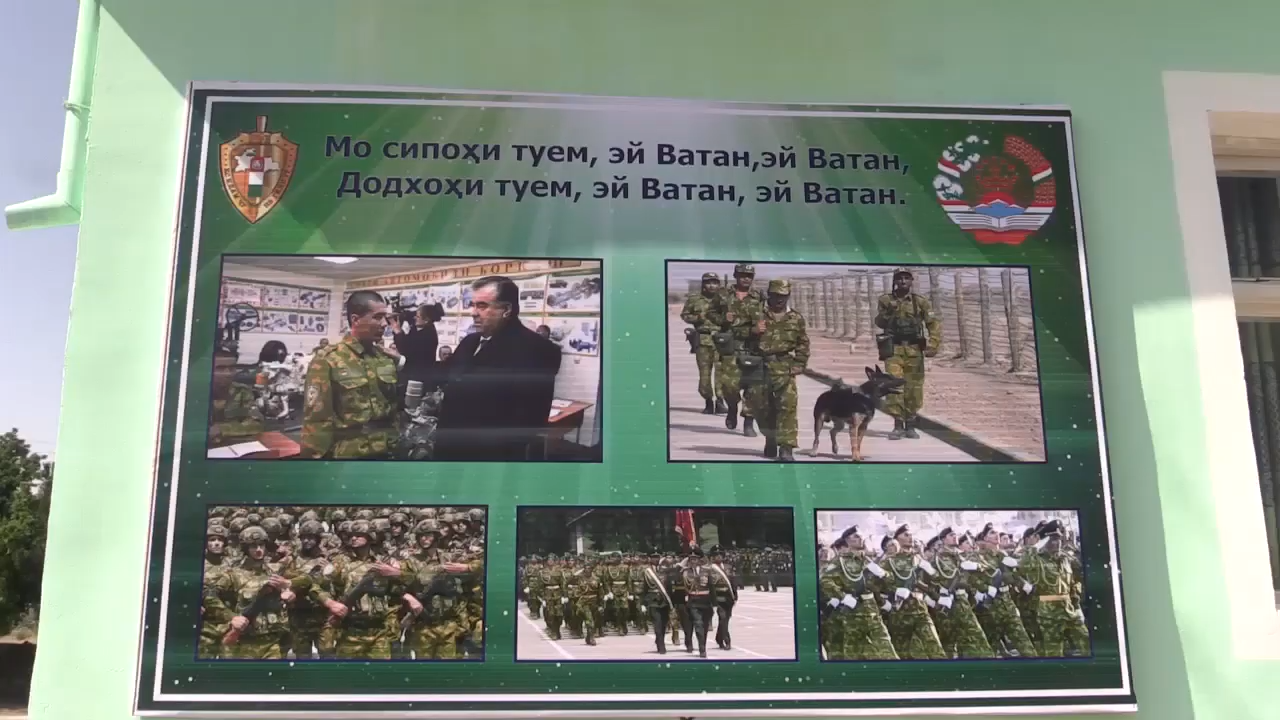 Мо сипоҳи туем, эй Ватан,эй Ватан,
Додхоҳи туем, эй Ватан, эй Ватан.